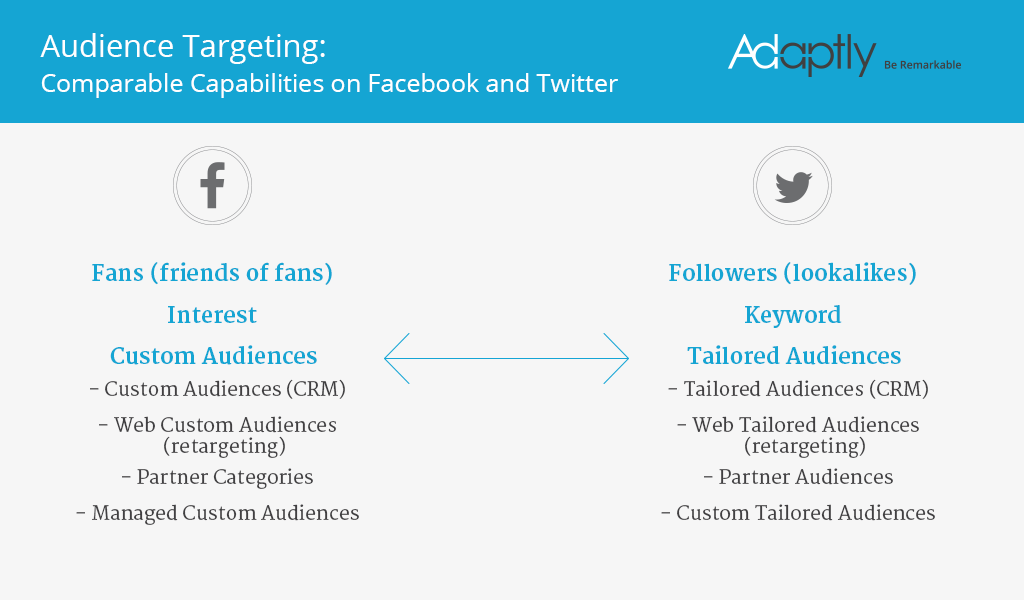 Audience Targeting:
Comparable Capabilities on Facebook and Twitter
Adaptly Be Remarkable
Fans (friends of fans)
Interest
Custom Audiences
- Custom Audiences (CRM)
- Web Custom Audiences
(retargeting)
- Partner Categories
- Managed Custom Audiences
Followers (lookalikes)
Keyword
Tailored Audiences
- Tailored Audiences (CRM)
- Web Tailored Audiences
(retargeting)
- Partner Audiences
- Custom Tailored Audiences